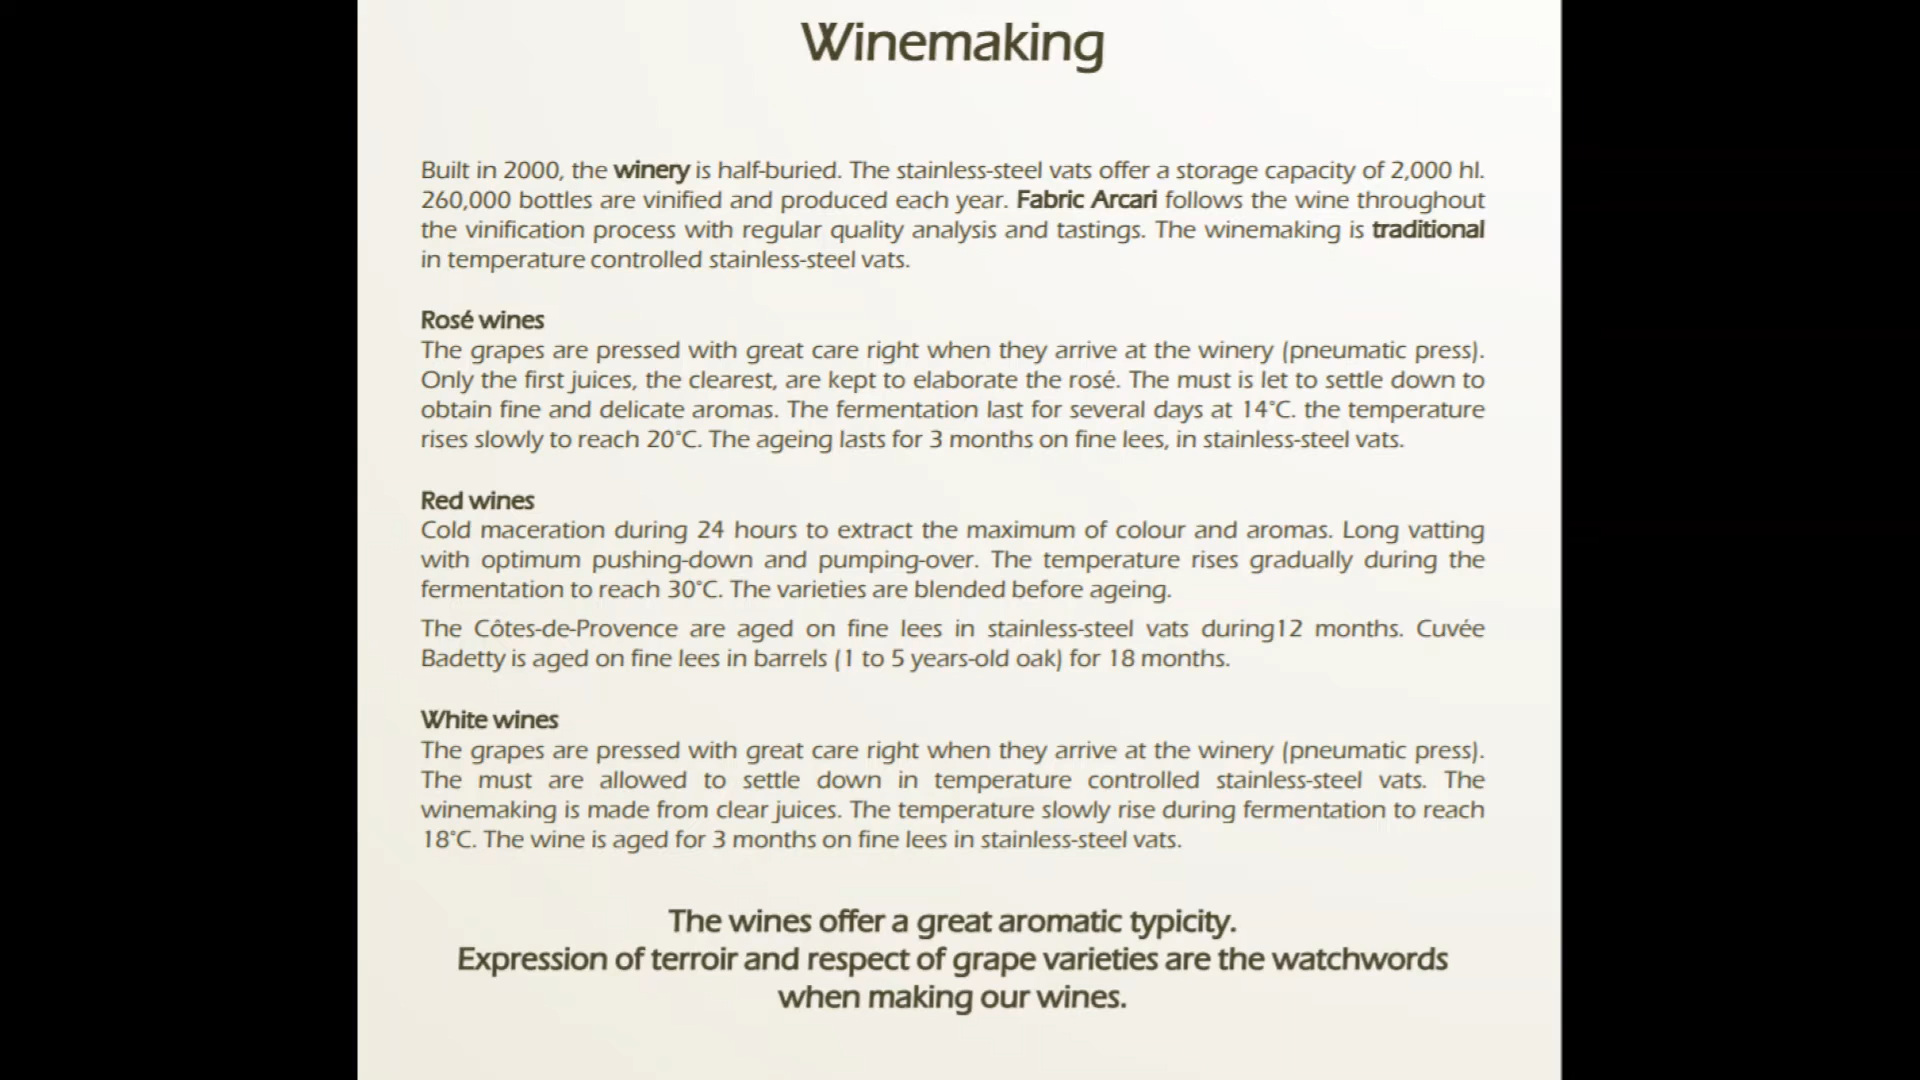 Winemaking
Built in 2000, the winery is half-buried. The stainless-steel vats offer a storage capacity of 2,000 hl.
260,000 bottles are vinified and produced each year. Fabric Arcari follows the wine throughout
the vinification process with regular quality analysis and tastings. The winemaking is traditional
in temperature controlled stainless-steel vats.
Rosé wines
The grapes are pressed with great care right when they arrive at the winery (pneumatic press).
Only the first juices, the clearest, are kept to elaborate the rosé. The must is let to settle down to
obtain fine and delicate aromas. The fermentation last for several days at 14°C. the temperature
rises slowly to reach 20°C. The ageing lasts for 3 months on fine lees, in stainless-steel vats.
Red wines
Cold maceration during 24 hours to extract the maximum of colour and aromas. Long vatting
with optimum pushing-down and pumping-over. The temperature rises gradually during the
fermentation to reach 30°C. The varieties are blended before ageing.
The Côtes-de-Provence are aged on fine lees in stainless-steel vats during12 months. Cuvée
Badetty is aged on fine lees in barrels (1 to 5 years-old oak) for 18 months.
White wines
The grapes are pressed with great care right when they arrive at the winery (pneumatic press).
The must are allowed to settle down in temperature controlled stainless-steel vats. The
winemaking is made from clear juices. The temperature slowly rise during fermentation to reach
18°C. The wine is aged for 3 months on fine lees in stainless-steel vats.
The wines offer a great aromatic typicity.
Expression of terroir and respect of grape varieties are the watchwords
when making our wines.